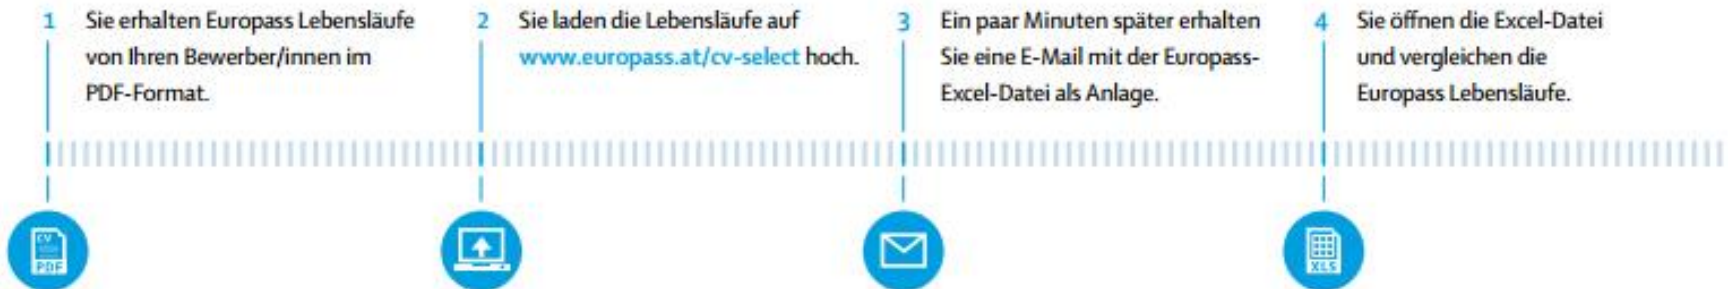 1 Sie erhalten Europass Lebensläufe
von Ihren Bewerber/innen im
PDF-Format.
2 Sie laden die Lebensläufe auf
www.europass.at/cv-select hoch.
3 Ein paar Minuten später erhalten
Sie eine E-Mail mit der Europass-
Excel-Datei als Anlage.
4 Sie öffnen die Excel-Datei
und vergleichen die
Europass Lebensläufe.
CV
PDF
XLS